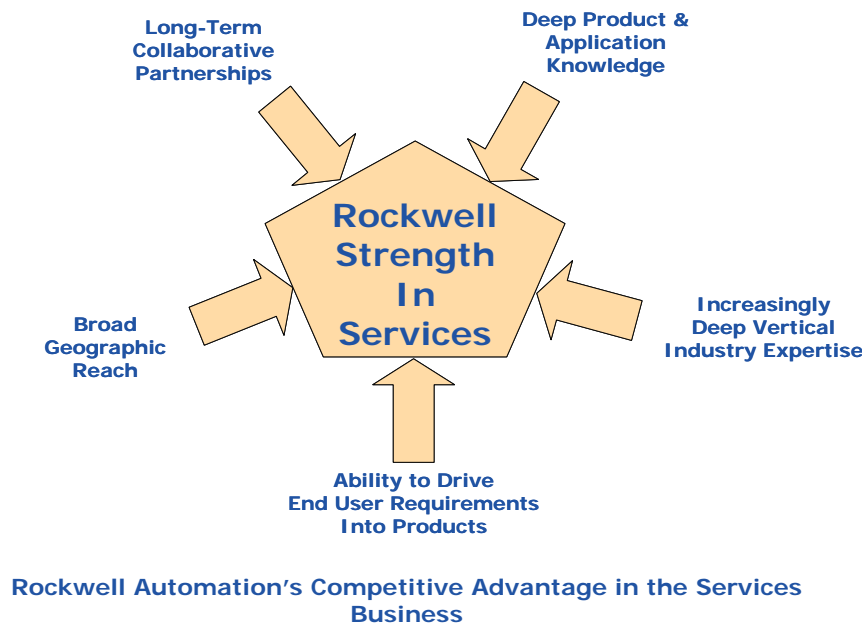 Long-Term
Collaborative
Partnerships
Deep Product &
Application
Knowledge
Rockwell
Strength
In
Services
Broad
Geographic
Reach
Increasingly
Deep Vertical
Industry Expertise
Ability to Drive
End User Requirements
Into Products
Rockwell Automation's Competitive Advantage in the Services
Business